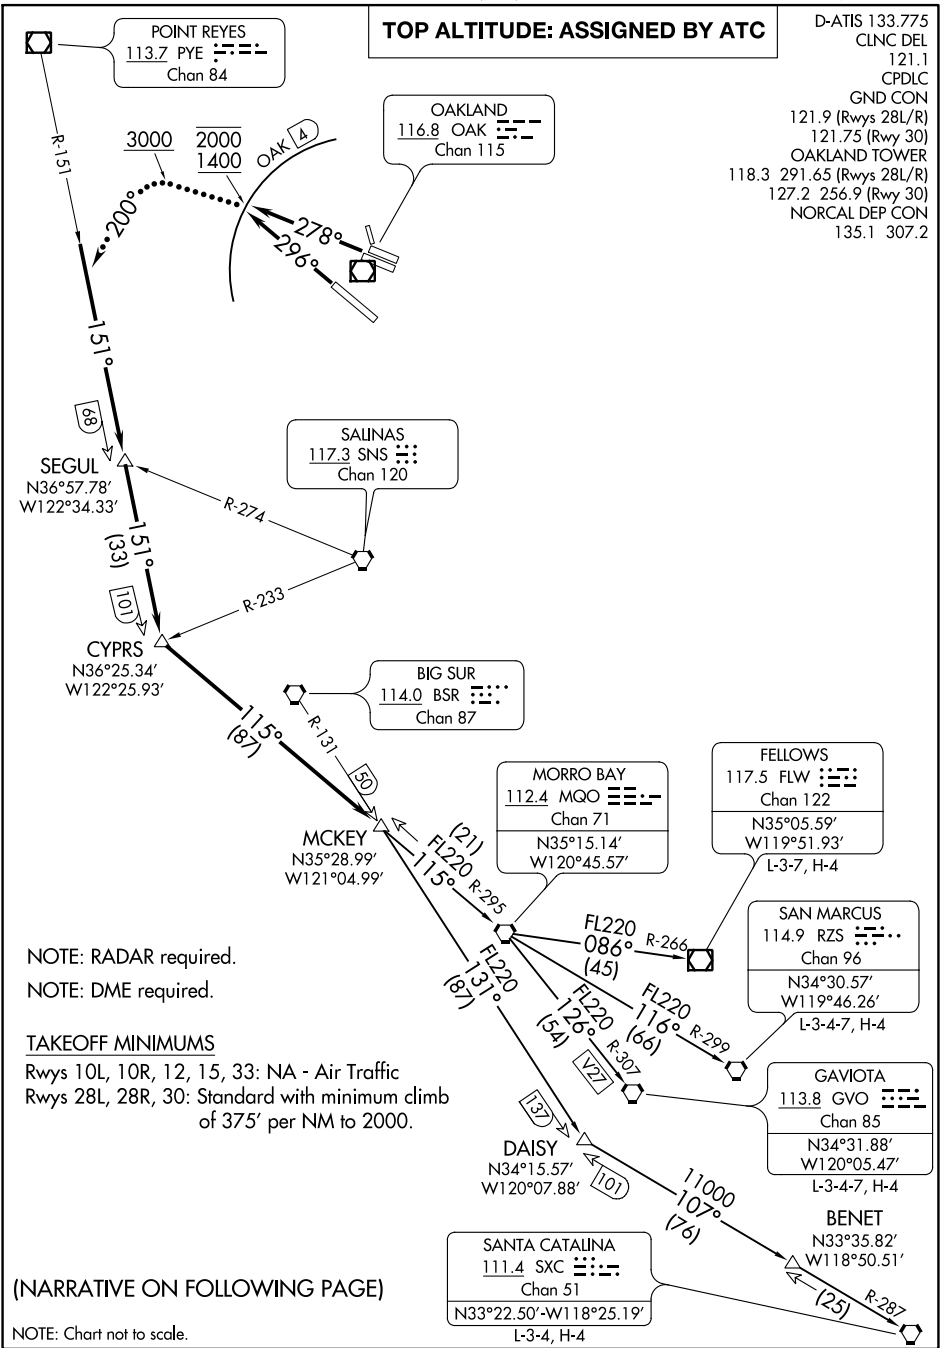 TOP ALTITUDE: ASSIGNED BY ATC
D-ATIS 133.775
CLNC DEL
121.1
CPDLC
GND CON
121.9 (Rwys 28L/R)
121.75 (Rwy 30)
OAKLAND TOWER
118.3 291.65 (Rwys 28L/R)
127.2 256.9 (Rwy 30)
NORCAL DEP CON
135.1 307.2
POINT REYES
113.7 PYE
Chan 84
R-151
3000
2000
1400
OAK 4
OAKLAND
116.8 OAK
Chan 115
200°
278°
296°
151°
68
SEGUL
N36°57.78'
W122°34.33'
SALINAS
117.3 SNS
Chan 120
R-274
151°
(33)
R-233
101
CYPRS
N36°25.34'
W122°25.93'
115°
(87)
BIG SUR
114.0 BSR
Chan 87
R-131
50
MCKEY
N35°28.99'
W121°04.99'
(21)
FL220
115°
R-295
MORRO BAY
112.4 MQO
Chan 71
N35°15.14'
W120°45.57'
FELLOWS
117.5 FLW
Chan 122
N35°05.59'
W119°51.93'
L-3-7, H-4
FL220
086°
(45)
R-266
SAN MARCUS
114.9 RZS
Chan 96
N34°30.57'
W119°46.26'
L-3-4-7, H-4
FL220
116°
(66)
R-299
FL220
126°
(54)
R-307
V27
GAVIOTA
113.8 GVO
Chan 85
N34°31.88'
W120°05.47'
L-3-4-7, H-4
FL220
131°
(87)
137
DAISY
N34°15.57'
W120°07.88'
101
11000
107°
(76)
BENET
N33°35.82'
W118°50.51'
(25)
R-287
SANTA CATALINA
111.4 SXC
Chan 51
N33°22.50'-W118°25.19'
L-3-4, H-4
NOTE: RADAR required.
NOTE: DME required.
TAKEOFF MINIMUMS
Rwys 10L, 10R, 12, 15, 33: NA - Air Traffic
Rwys 28L, 28R, 30: Standard with minimum climb
of 375' per NM to 2000.
(NARRATIVE ON FOLLOWING PAGE)
NOTE: Chart not to scale.